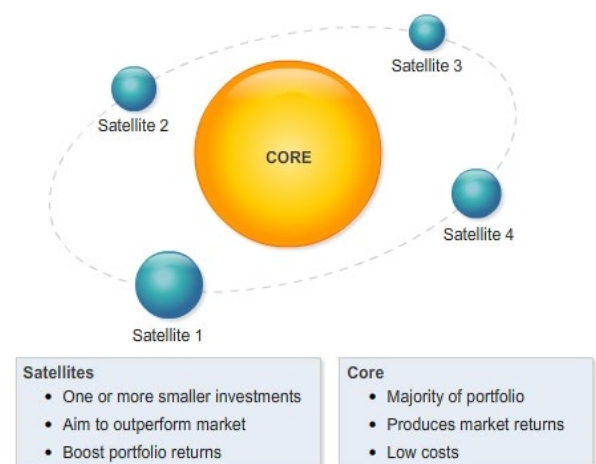 Satellite 3
Satellite 2
CORE
Satellite 4
Satellite 1
Satellites
• One or more smaller investments
• Aim to outperform market
• Boost portfolio returns
Core
• Majority of portfolio
• Produces market returns
• Low costs